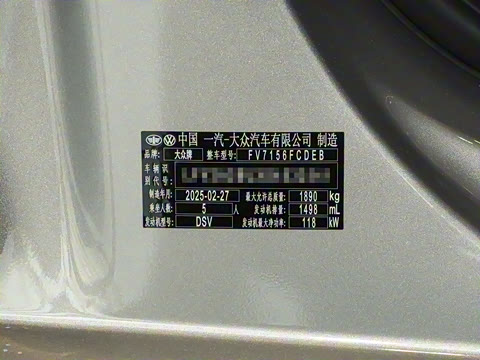 中国 一汽-大众汽车有限公司 制造
品牌: 大众牌 整车型号: FV7156FCDEB
车辆识
别代号:
制造年月: 2025-02-27 最大允许总质量: 1890 kg
乘坐人数: 5 人 发动机排量: 1498 mL
发动机型号: DSV 发动机最大净功率: 118 kW